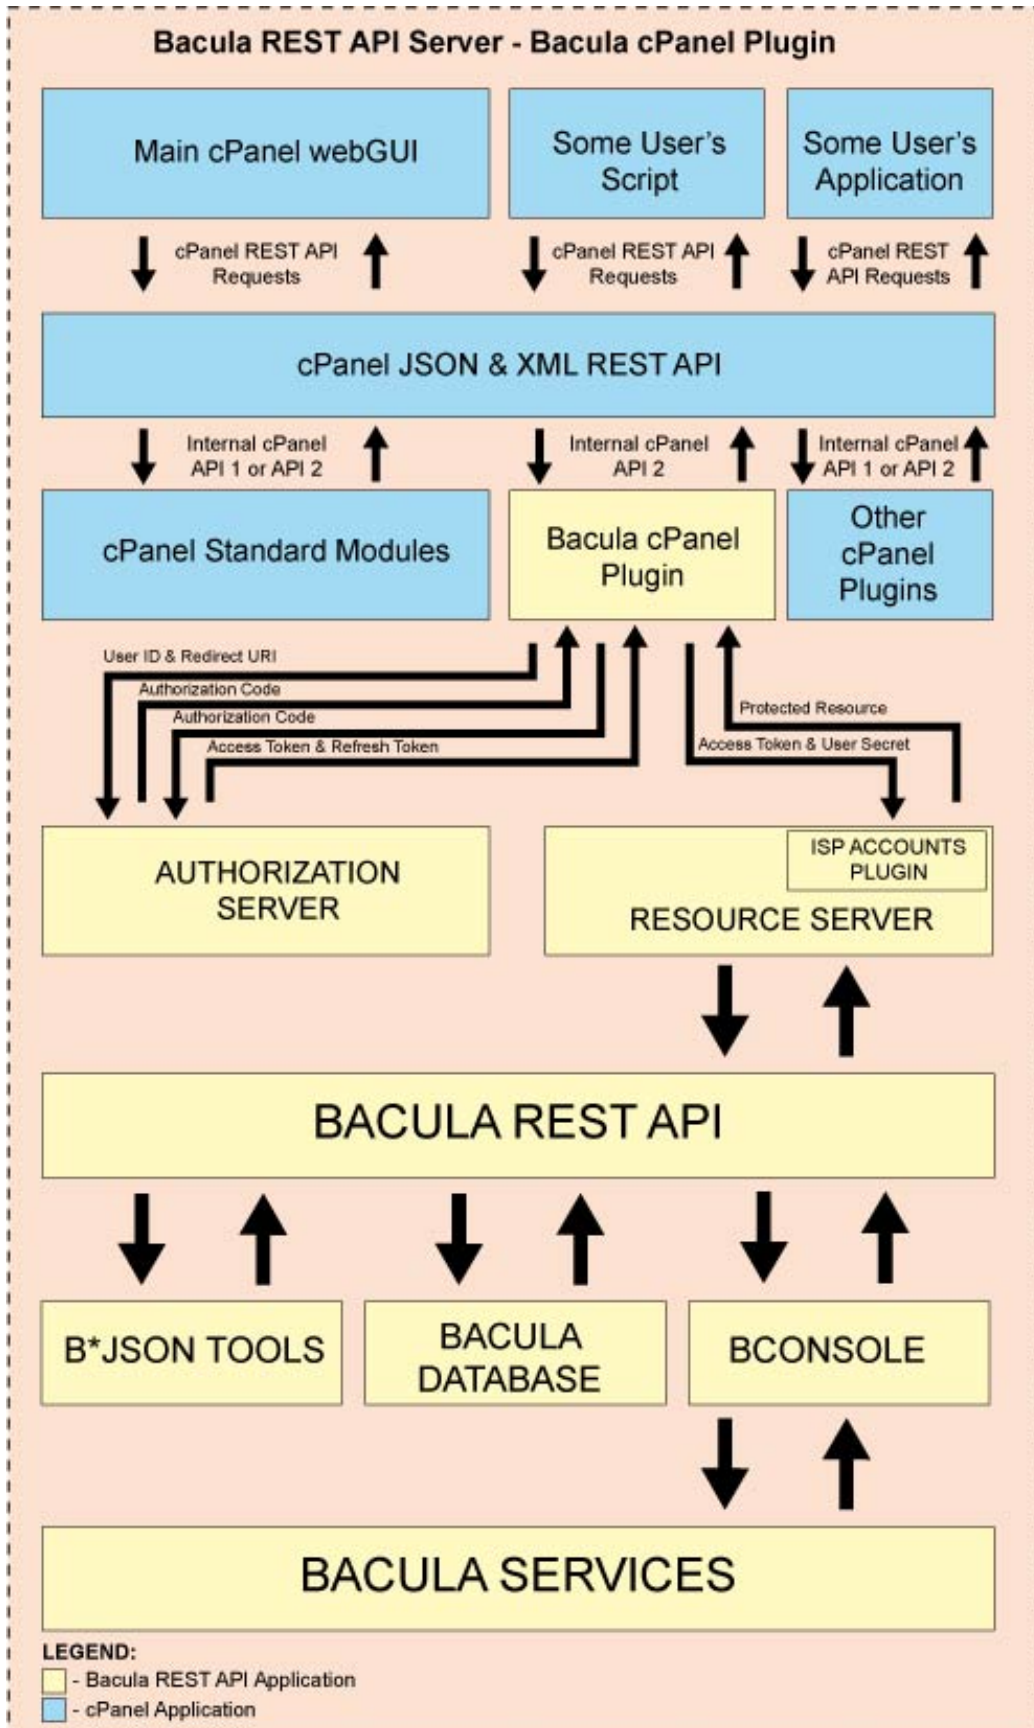 Bacula REST API Server - Bacula cPanel Plugin
Main cPanel webGUI
Some User's
Script
Some User's
Application
cPanel REST API
Requests
cPanel REST API
Requests
cPanel REST
API Requests
cPanel JSON & XML REST API
Internal cPanel
API 1 or API 2
Internal cPanel
API 2
Internal cPanel
API 1 or API 2
cPanel Standard Modules
Bacula cPanel
Plugin
Other
cPanel
Plugins
User ID & Redirect URI
Authorization Code
Authorization Code
Access Token & Refresh Token
Protected Resource
Access Token & User Secret
AUTHORIZATION
SERVER
ISP ACCOUNTS
PLUGIN
RESOURCE SERVER
BACULA REST API
B*JSON TOOLS
BACULA
DATABASE
BCONSOLE
BACULA SERVICES
LEGEND:
- Bacula REST API Application
- cPanel Application